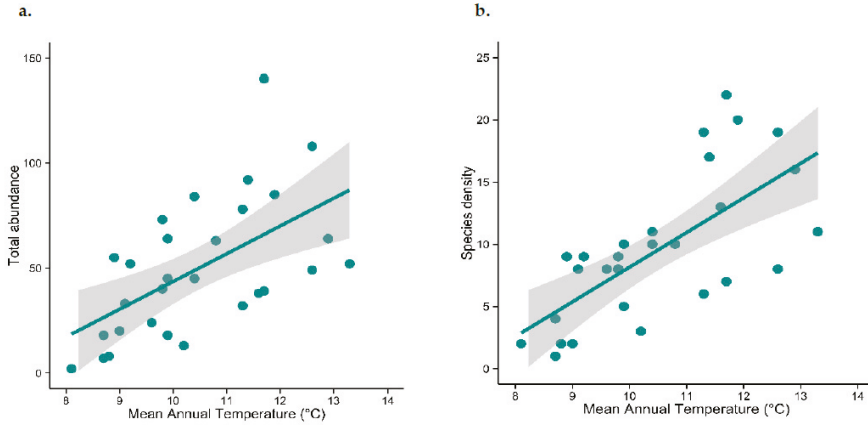 a.
150
100
50
0
Total abundance
8 9 10 11 12 13 14
Mean Annual Temperature (°C)
b.
25
20
15
10
5
0
Species density
8 9 10 11 12 13 14
Mean Annual Temperature (°C)